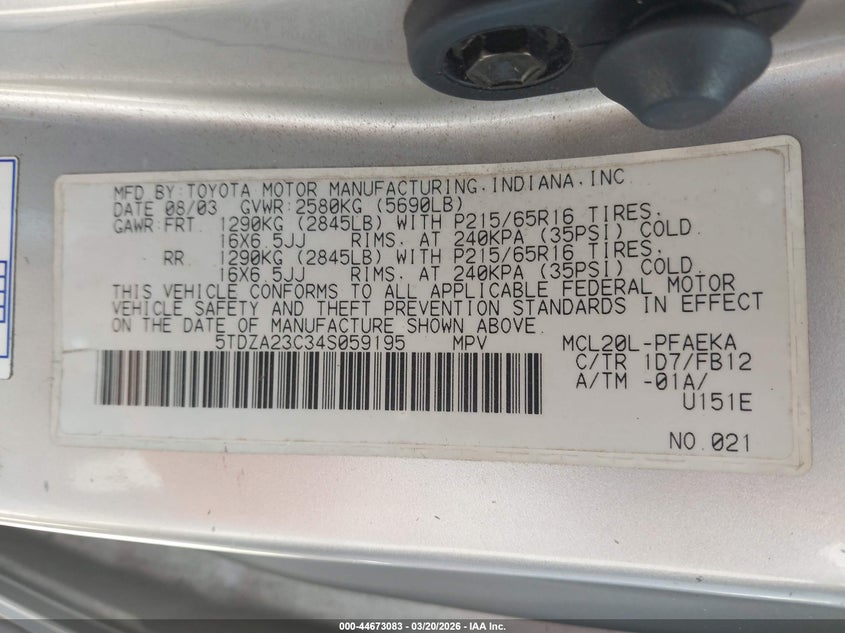 MFD BY: TOYOTA MOTOR MANUFACTURING, INDIANA, INC
DATE 08/03 GVWR: 2580KG (5690LB)
GAWR: FRT 1290KG (2845LB) WITH P215/65R16 TIRES,
16X6.5JJ RIMS, AT 240KPA (35PSI) COLD
RR 1290KG (2845LB) WITH P215/65R16 TIRES,
16X6.5JJ RIMS, AT 240KPA (35PSI) COLD
THIS VEHICLE CONFORMS TO ALL APPLICABLE FEDERAL MOTOR
VEHICLE SAFETY AND THEFT PREVENTION STANDARDS IN EFFECT
ON THE DATE OF MANUFACTURE SHOWN ABOVE.
5TDZA23C34S059195 MPV MCL20L-PFAEKA
C/TR 1D7/FB12
A/TM -01A/
U151E
NO. 021
000-44673083 - 03/20/2026 - IAA Inc.